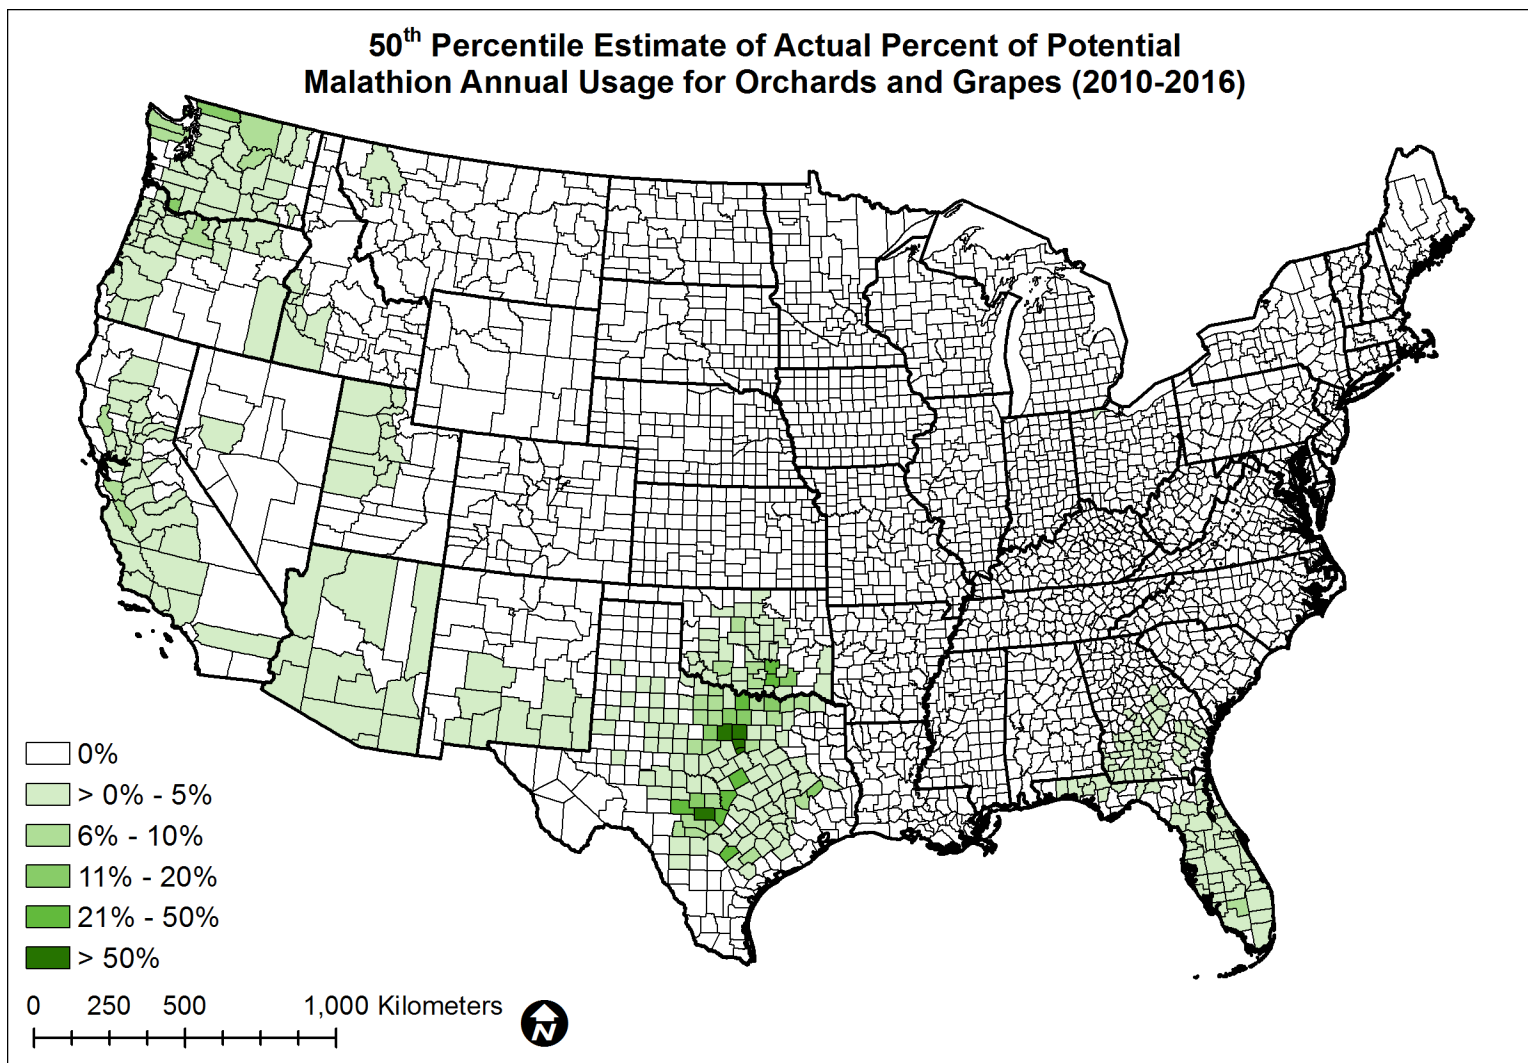 50th Percentile Estimate of Actual Percent of Potential
Malathion Annual Usage for Orchards and Grapes (2010-2016)
0%
> 0% - 5%
6% - 10%
11% - 20%
21% - 50%
> 50%
0 250 500 1,000 Kilometers
N